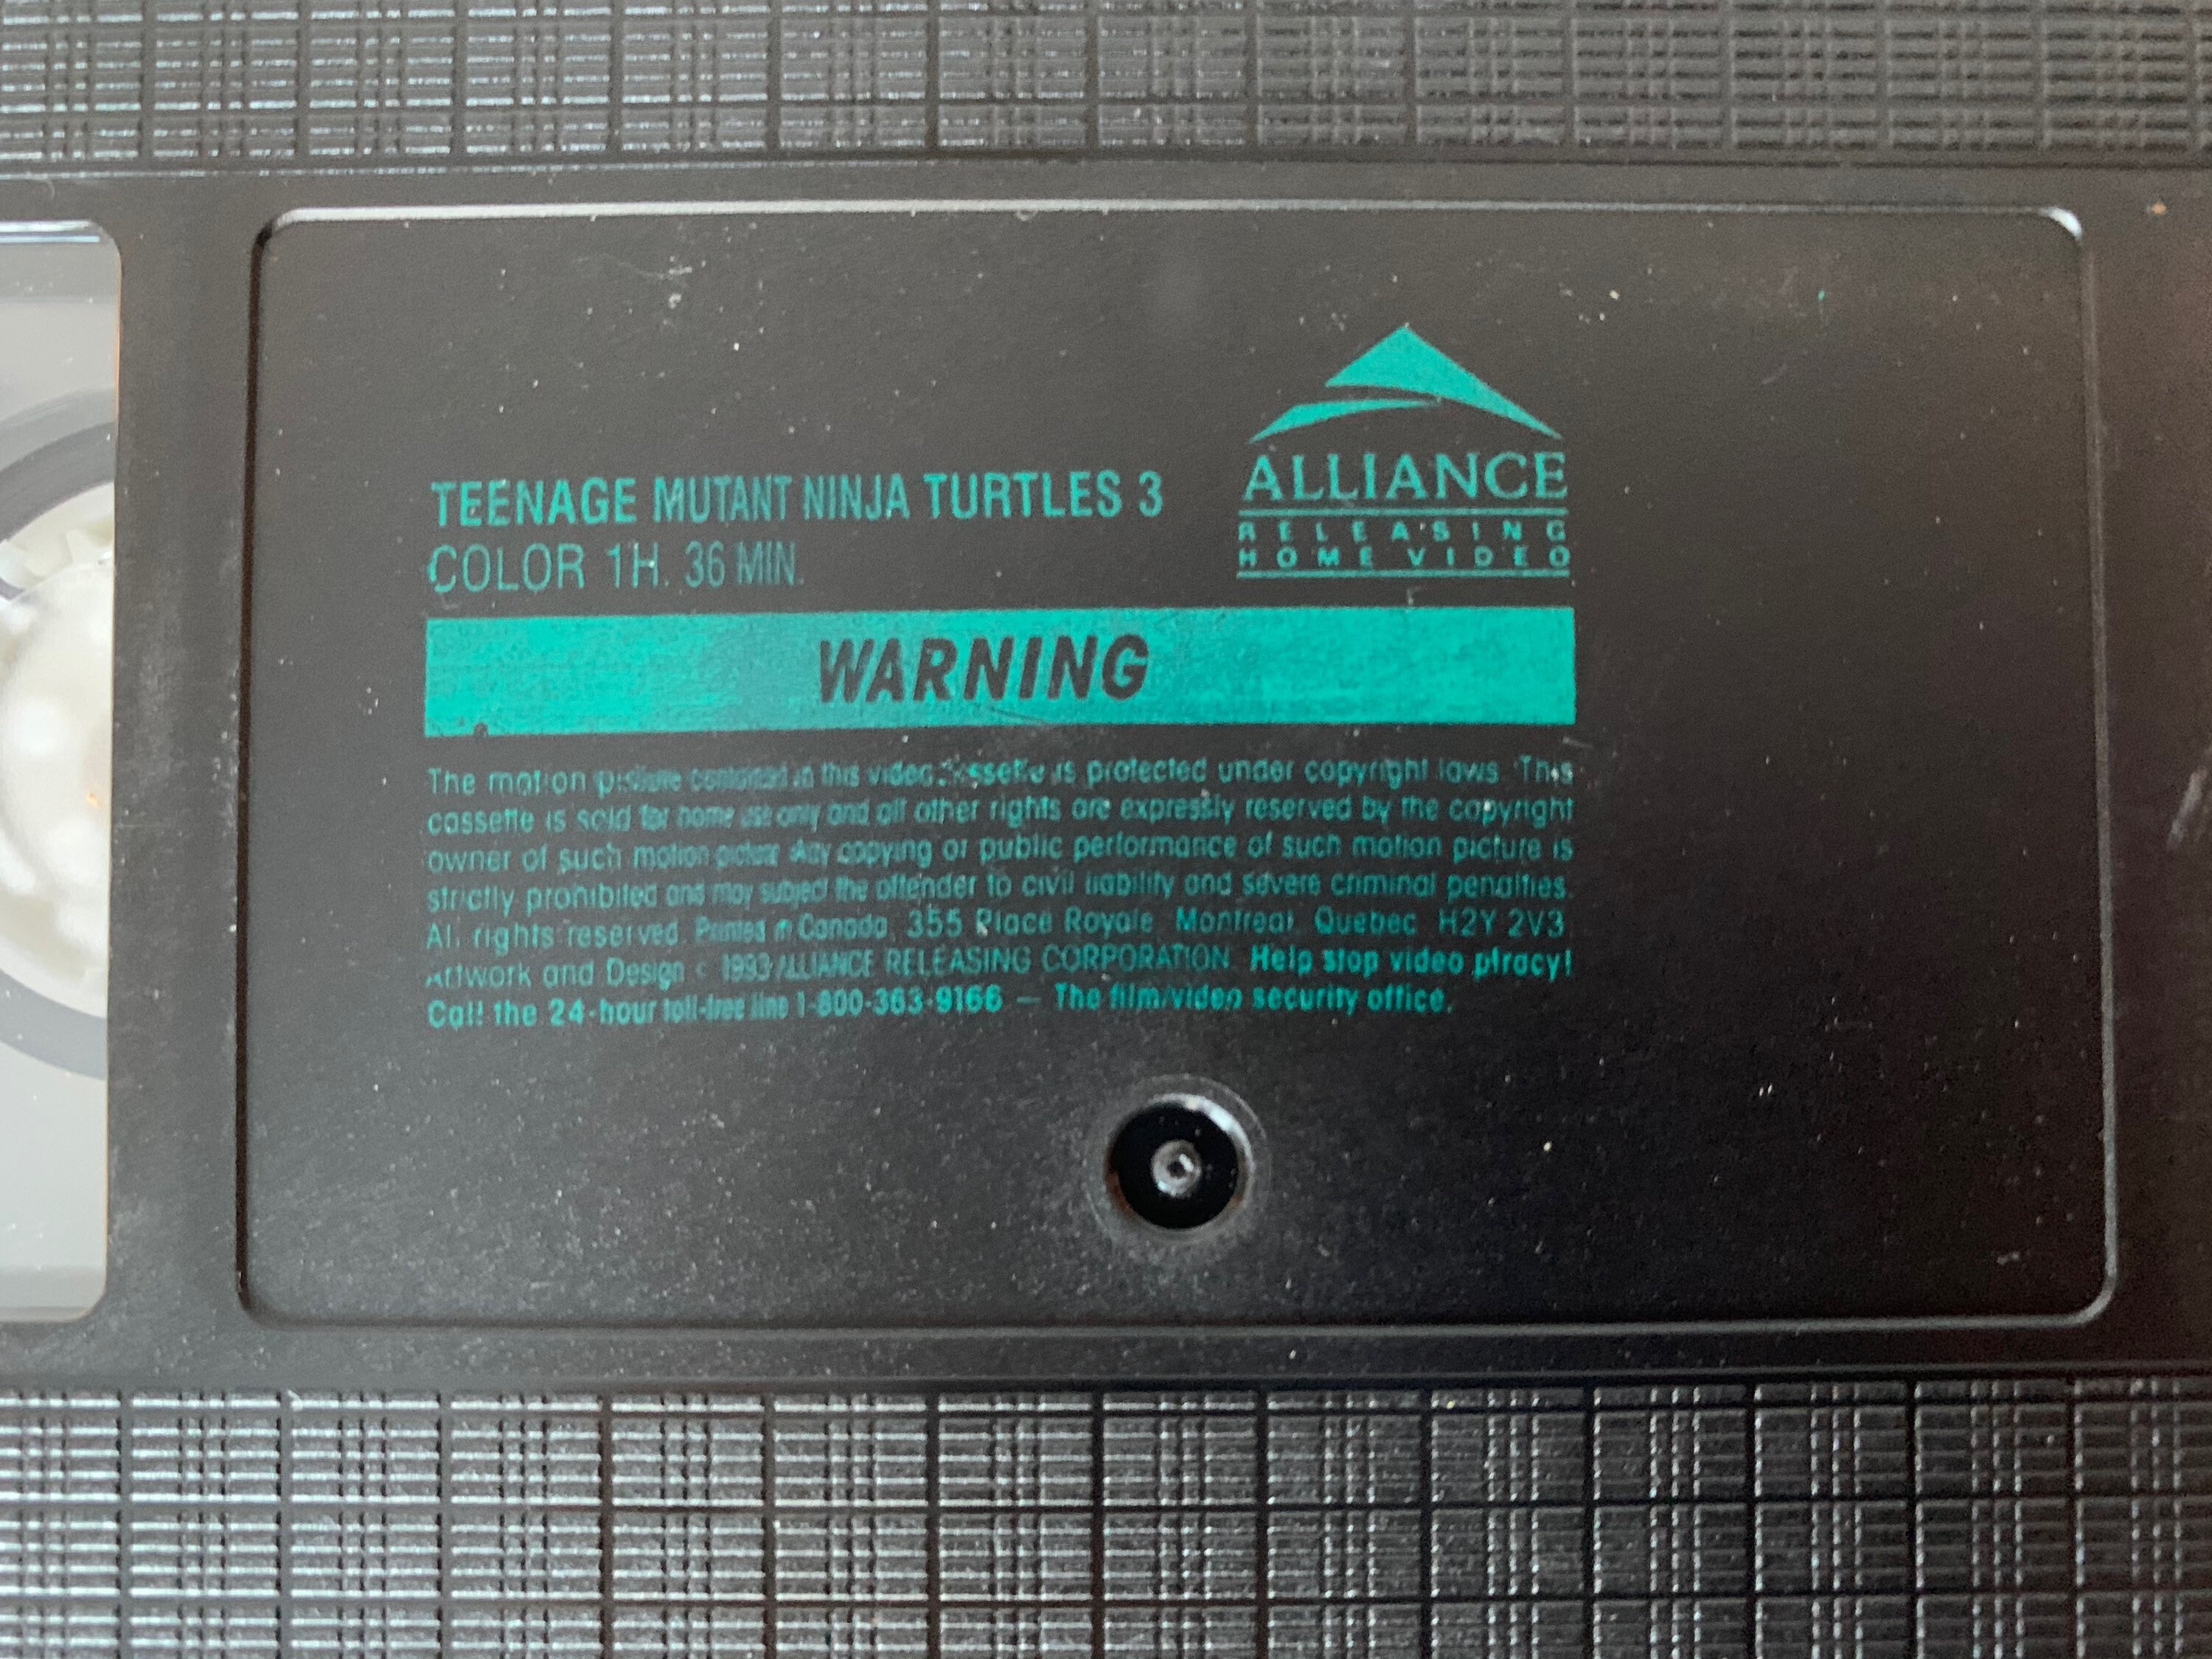 TEENAGE MUTANT NINJA TURTLES 3
COLOR 1H. 36 MIN.
ALLIANCE
RELEASING
HOME VIDEO
WARNING
The motion picture contained in this video cassette is protected under copyright laws. This
cassette is sold for home use only and all other rights are expressly reserved by the copyright
owner of such motion picture. Any copying or public performance of such motion picture is
strictly prohibited and may subject the offender to civil liability and severe criminal penalties.
All rights reserved. Printed in Canada, 355 Place Royale, Montreal, Quebec H2Y 2V3
Artwork and Design © 1993 ALLIANCE RELEASING CORPORATION. Help stop video piracy!
Call the 24-hour toll-free line 1-800-363-9166 — The film/video security office.